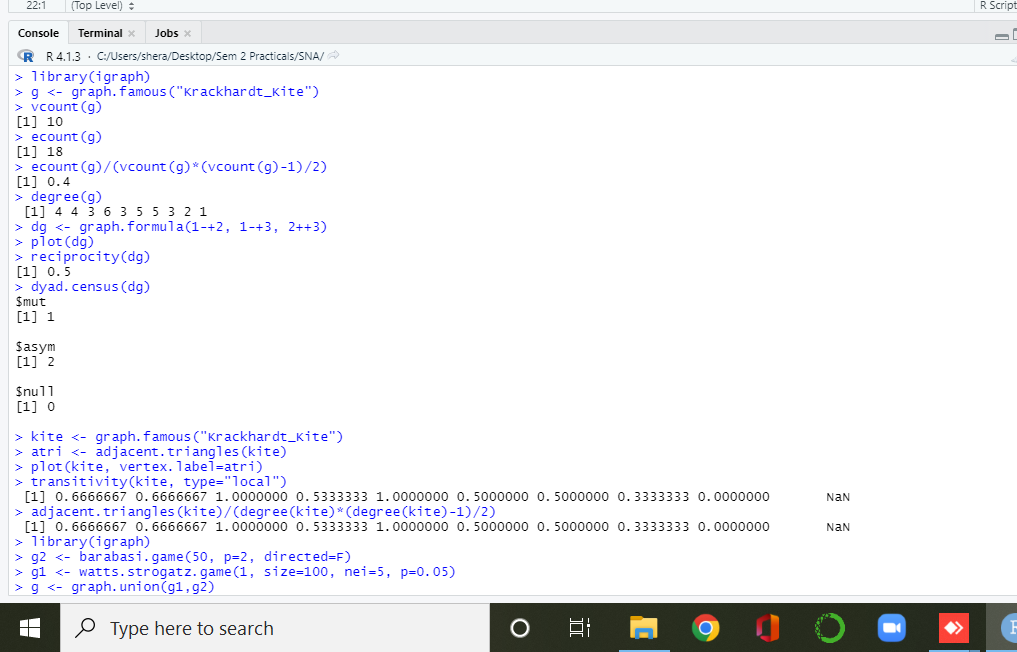 22:1 (Top Level) R Script
Console Terminal Jobs
R 4.1.3 · C:/Users/shera/Desktop/Sem 2 Practicals/SNA/
> library(igraph)
> g <- graph.famous("Krackhardt_Kite")
> vcount(g)
[1] 10
> ecount(g)
[1] 18
> ecount(g)/(vcount(g)*(vcount(g)-1)/2)
[1] 0.4
> degree(g)
[1] 4 4 3 6 3 5 5 3 2 1
> dg <- graph.formula(1-+2, 1-+3, 2++3)
> plot(dg)
> reciprocity(dg)
[1] 0.5
> dyad.census(dg)
$mut
[1] 1
$asym
[1] 2
$null
[1] 0
> kite <- graph.famous("Krackhardt_Kite")
> atri <- adjacent.triangles(kite)
> plot(kite, vertex.label=atri)
> transitivity(kite, type="local")
[1] 0.6666667 0.6666667 1.0000000 0.5333333 1.0000000 0.5000000 0.5000000 0.3333333 0.0000000 NaN
> adjacent.triangles(kite)/(degree(kite)*(degree(kite)-1)/2)
[1] 0.6666667 0.6666667 1.0000000 0.5333333 1.0000000 0.5000000 0.5000000 0.3333333 0.0000000 NaN
> library(igraph)
> g2 <- barabasi.game(50, p=2, directed=F)
> g1 <- watts.strogatz.game(1, size=100, nei=5, p=0.05)
> g <- graph.union(g1,g2)
Type here to search